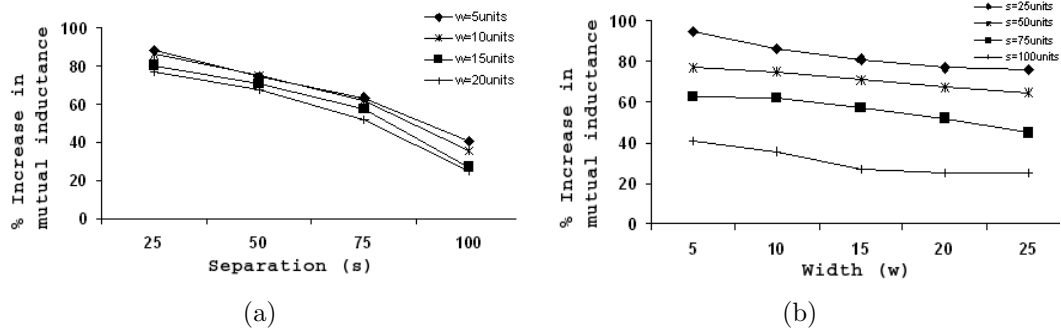 % Increase in
mutual inductance
100
80
60
40
20
0
25 50 75 100
Separation (s)
w=5units
w=10units
w=15units
w=20units
(a)
% Increase in
mutual inductance
100
80
60
40
20
0
5 10 15 20 25
Width (w)
s=25units
s=50units
s=75units
s=100units
(b)